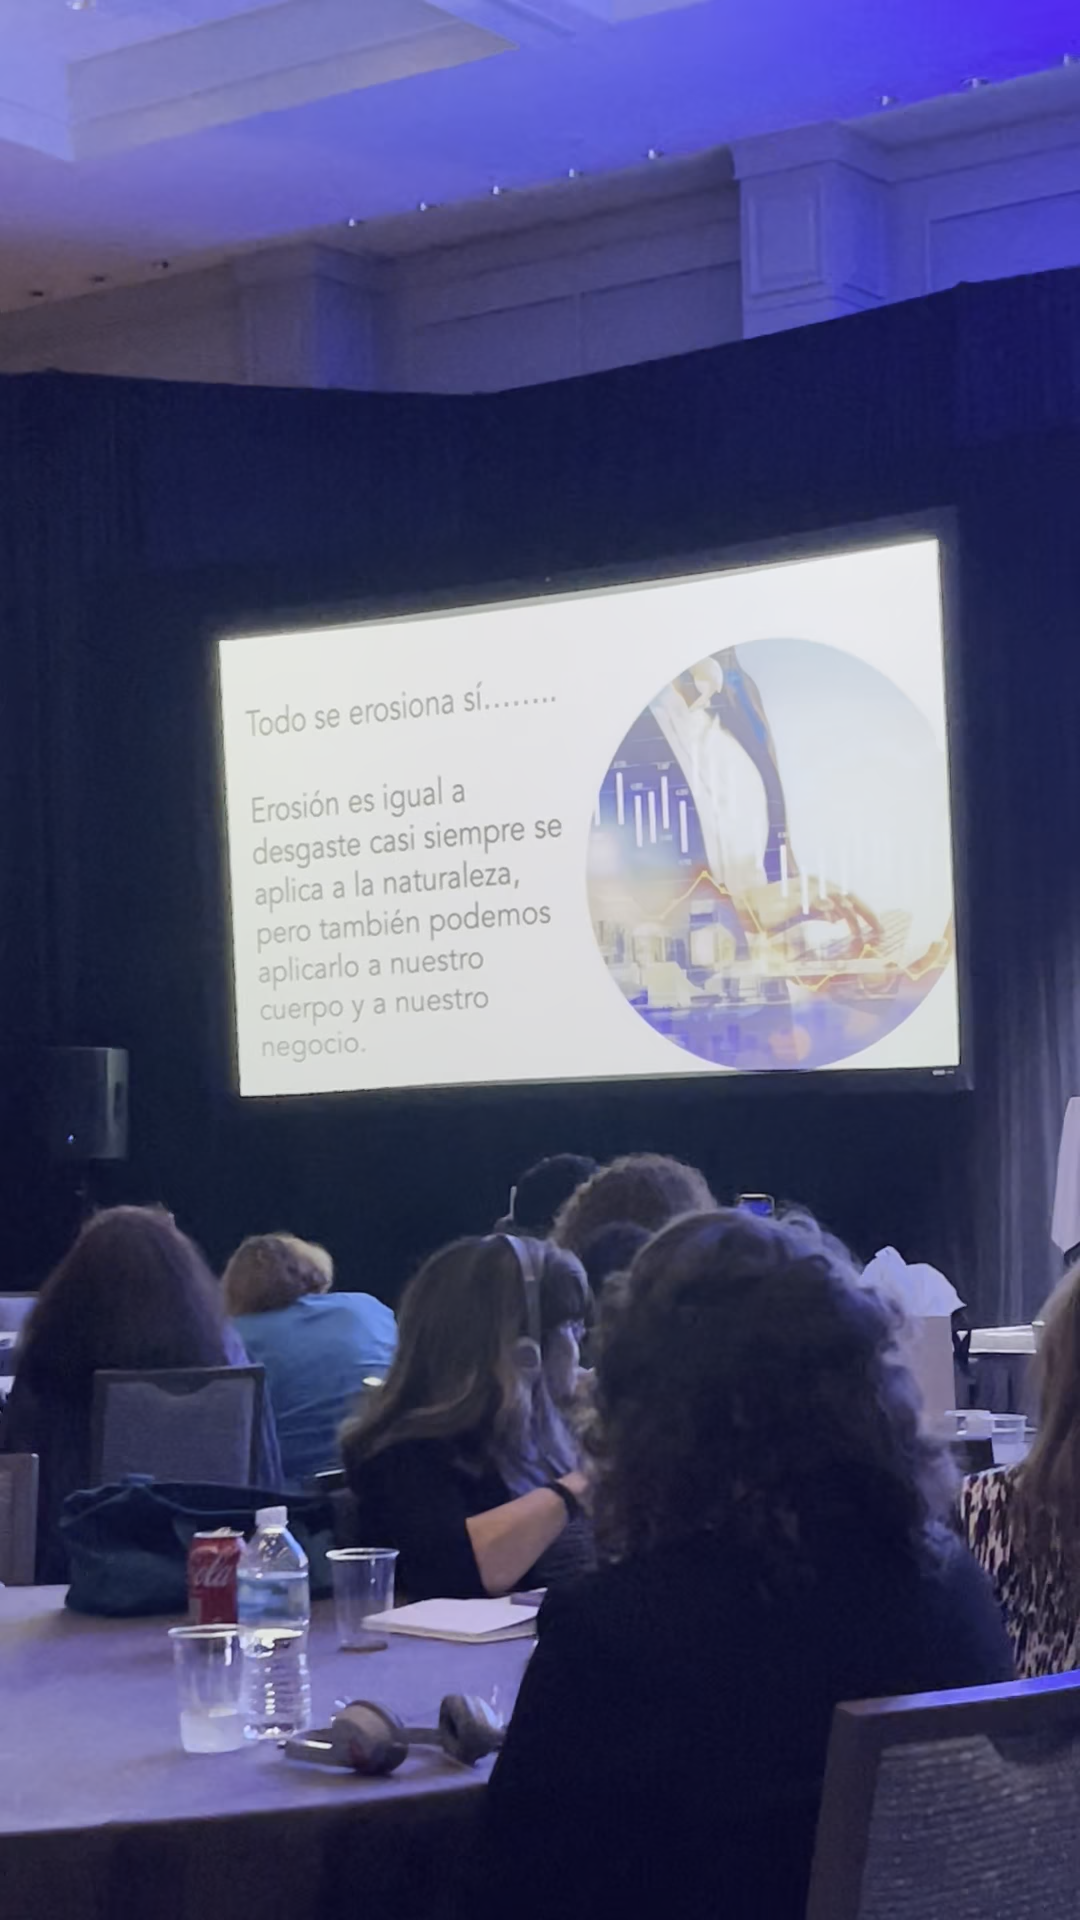 Todo se erosiona sí........
Erosión es igual a
desgaste casi siempre se
aplica a la naturaleza,
pero también podemos
aplicarlo a nuestro
cuerpo y a nuestro
negocio.